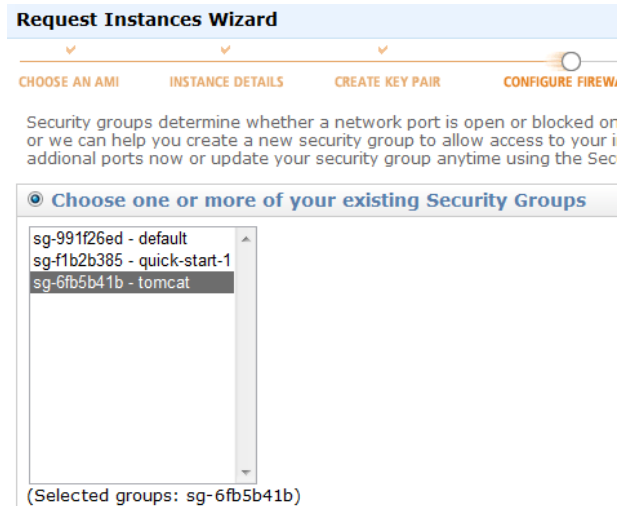 Request Instances Wizard
CHOOSE AN AMI INSTANCE DETAILS CREATE KEY PAIR CONFIGURE FIREWA
Security groups determine whether a network port is open or blocked on
or we can help you create a new security group to allow access to your i
addional ports now or update your security group anytime using the Sec
Choose one or more of your existing Security Groups
sg-991f26ed - default
sg-f1b2b385 - quick-start-1
sg-6fb5b41b - tomcat
(Selected groups: sg-6fb5b41b)